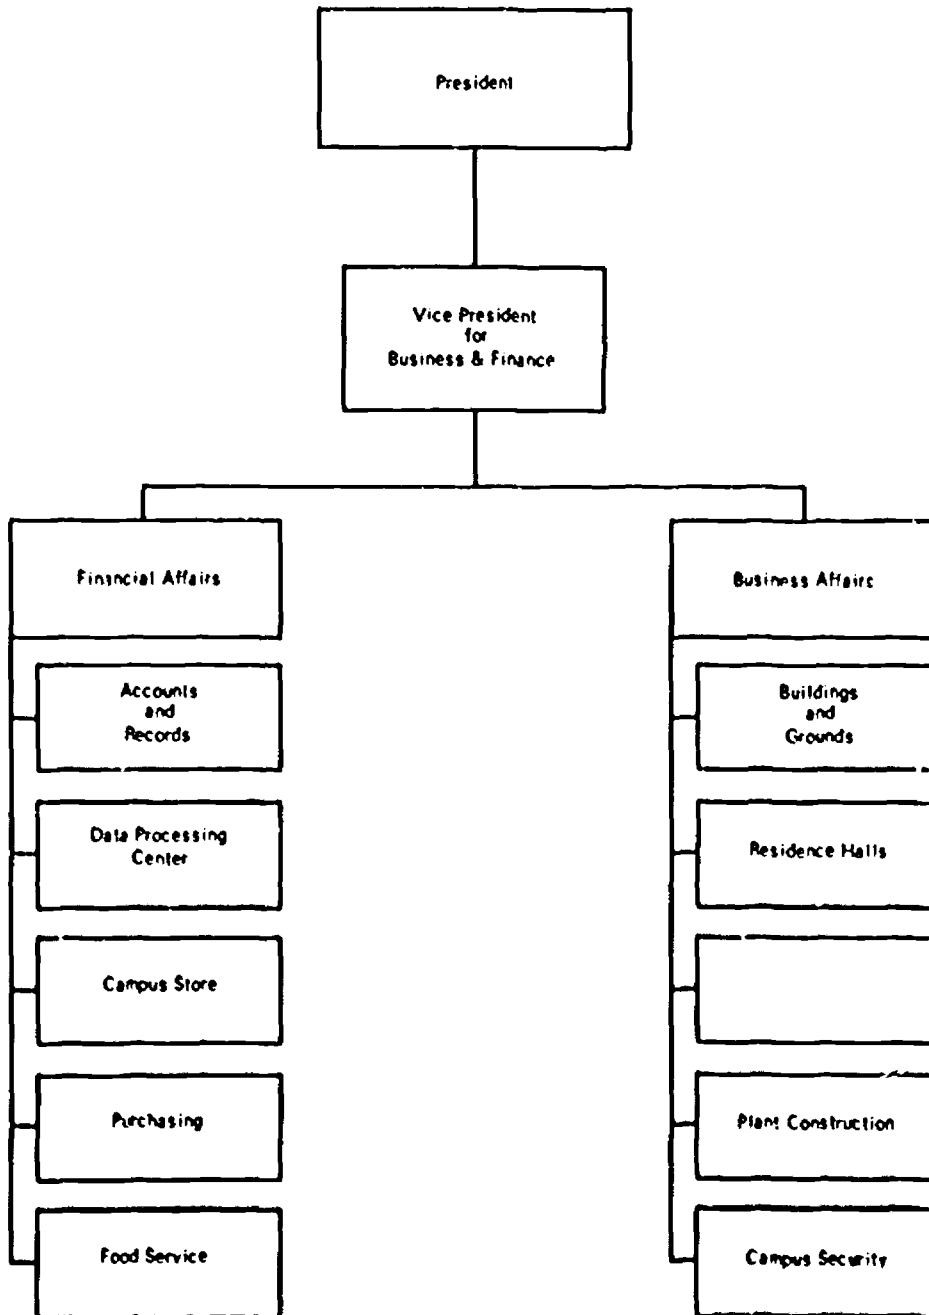 President
Vice President
for
Business & Finance
Financial Affairs
Accounts
and
Records
Data Processing
Center
Campus Store
Purchasing
Food Service
Business Affairs
Buildings
and
Grounds
Residence Halls
Plant Construction
Campus Security